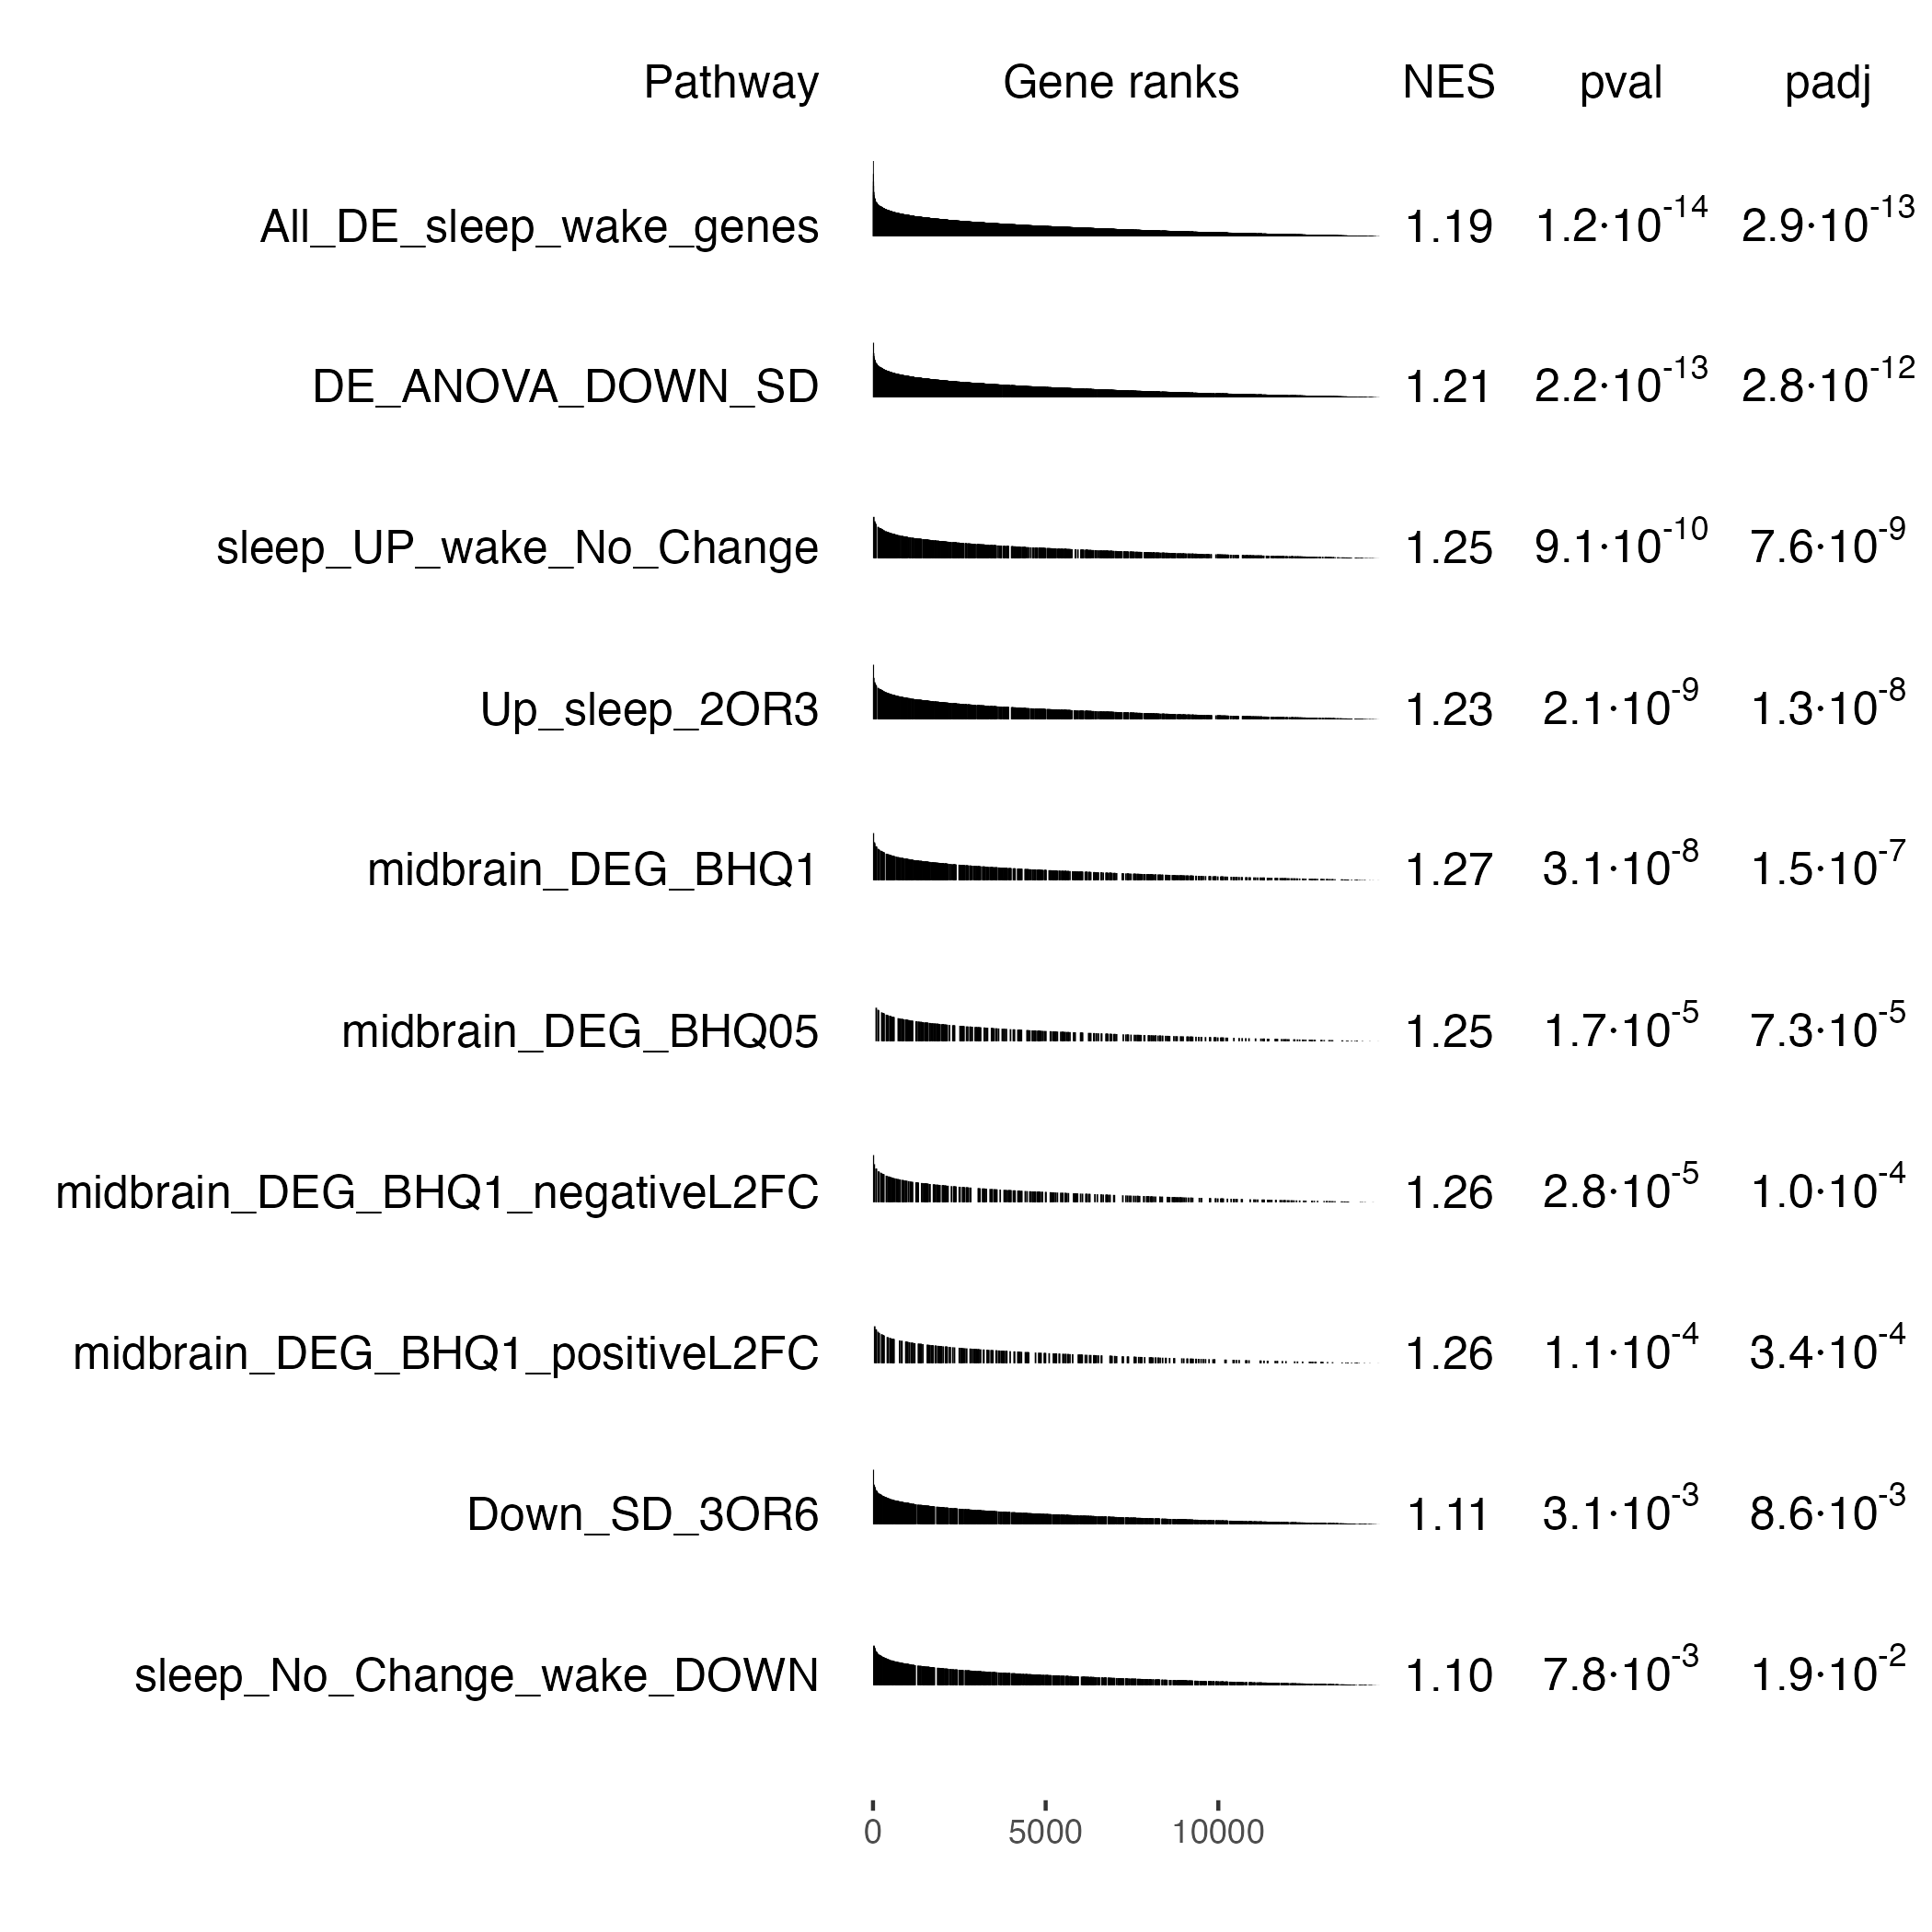 Pathway Gene ranks NES pval padj
All_DE_sleep_wake_genes 1.19 1.2·10^-14 2.9·10^-13
DE_ANOVA_DOWN_SD 1.21 2.2·10^-13 2.8·10^-12
sleep_UP_wake_No_Change 1.25 9.1·10^-10 7.6·10^-9
Up_sleep_2OR3 1.23 2.1·10^-9 1.3·10^-8
midbrain_DEG_BHQ1 1.27 3.1·10^-8 1.5·10^-7
midbrain_DEG_BHQ05 1.25 1.7·10^-5 7.3·10^-5
midbrain_DEG_BHQ1_negativeL2FC 1.26 2.8·10^-5 1.0·10^-4
midbrain_DEG_BHQ1_positiveL2FC 1.26 1.1·10^-4 3.4·10^-4
Down_SD_3OR6 1.11 3.1·10^-3 8.6·10^-3
sleep_No_Change_wake_DOWN 1.10 7.8·10^-3 1.9·10^-2
0 5000 10000